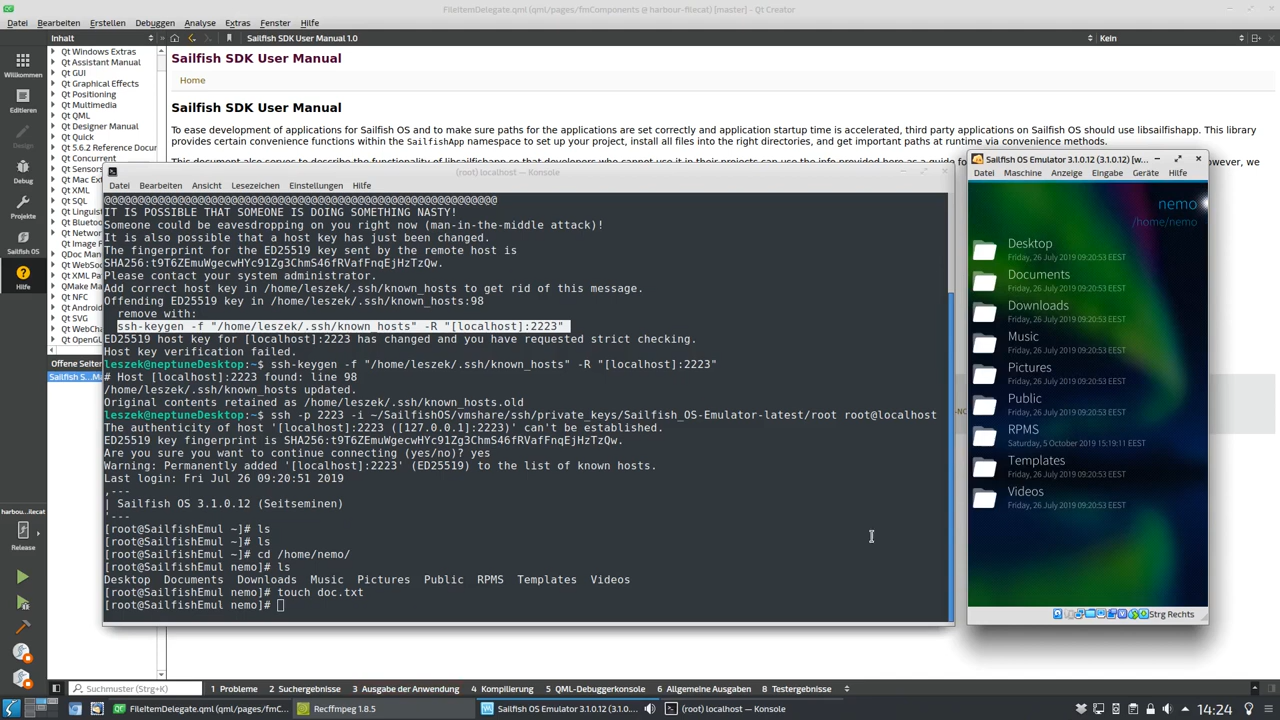 FileItemDelegate.qml (qml/pages/fmComponents @ harbour-filecat) [master] - Qt Creator
Datei Bearbeiten Erstellen Debuggen Analyse Extras Fenster Hilfe
Inhalt
Sailfish SDK User Manual 1.0
Kein
Willkommen
Editieren
Design
Debug
Projekte
Sailfish OS
Hilfe
Qt Windows Extras
Qt Assistant Manual
Qt GUI
Qt Graphical Effects
Qt Positioning
Qt Multimedia
Qt QML
Qt Designer Manual
Qt Quick
Qt 5.6.2 Reference Docur
Qt Concurrent
Qt Sensors
Qt Mac Ex
Qt XML
Qt SQL
Qt Linguis
Qt Bluetoo
Qt Networ
Qt Image F
QDoc Man
Qt WebSo
Qt XML Pa
QMake Ma
Qt NFC
Qt Android
Qt SVG
Qt WebCh
Qt OpenGL
Offene Seiten
Sailfish S...Ma
harbou...
Release
Sailfish SDK User Manual
Home
Sailfish SDK User Manual
To ease development of applications for Sailfish OS and to make sure paths for the applications are set correctly and application startup time is accelerated, third party applications on Sailfish OS should use libsailfishapp. This library
provides certain convenience functions within the SailfishApp namespace to set up your project, install all files into the right directories, and get important paths at runtime via convenience methods.
(root) localhost — Konsole
Datei Bearbeiten Ansicht Lesezeichen Einstellungen Hilfe
@@@@@@@@@@@@@@@@@@@@@@@@@@@@@@@@@@@@@@@@@@@@@@@@@@@@@@@@@@@
IT IS POSSIBLE THAT SOMEONE IS DOING SOMETHING NASTY!
Someone could be eavesdropping on you right now (man-in-the-middle attack)!
It is also possible that a host key has just been changed.
The fingerprint for the ED25519 key sent by the remote host is
SHA256:t9T6ZEmuWgecwHYc91Zg3ChmS46fRVafFnqEjHzTzQw.
Please contact your system administrator.
Add correct host key in /home/leszek/.ssh/known_hosts to get rid of this message.
Offending ED25519 key in /home/leszek/.ssh/known_hosts:98
remove with:
ssh-keygen -f "/home/leszek/.ssh/known_hosts" -R "[localhost]:2223"
ED25519 host key for [localhost]:2223 has changed and you have requested strict checking.
Host key verification failed.
leszek@neptuneDesktop:~$ ssh-keygen -f "/home/leszek/.ssh/known_hosts" -R "[localhost]:2223"
# Host [localhost]:2223 found: line 98
/home/leszek/.ssh/known_hosts updated.
Original contents retained as /home/leszek/.ssh/known_hosts.old
leszek@neptuneDesktop:~$ ssh -p 2223 -i ~/SailfishOS/vmshare/ssh/private_keys/Sailfish_OS-Emulator-latest/root root@localhost
The authenticity of host '[localhost]:2223 ([127.0.0.1]:2223)' can't be established.
ED25519 key fingerprint is SHA256:t9T6ZEmuWgecwHYc91Zg3ChmS46fRVafFnqEjHzTzQw.
Are you sure you want to continue connecting (yes/no)? yes
Warning: Permanently added '[localhost]:2223' (ED25519) to the list of known hosts.
Last login: Fri Jul 26 09:20:51 2019
,---
| Sailfish OS 3.1.0.12 (Seitseminen)
'---
[root@SailfishEmul ~]# ls
[root@SailfishEmul ~]# ls
[root@SailfishEmul ~]# cd /home/nemo/
[root@SailfishEmul nemo]# ls
Desktop Documents Downloads Music Pictures Public RPMS Templates Videos
[root@SailfishEmul nemo]# touch doc.txt
[root@SailfishEmul nemo]#
owever, we
Sailfish OS Emulator 3.1.0.12 (3.1.0.12) [w...
Datei Maschine Anzeige Eingabe Geräte Hilfe
nemo
/home/nemo
Desktop
Friday, 26 July 2019 09:20:53 EEST
Documents
Friday, 26 July 2019 09:20:53 EEST
Downloads
Friday, 26 July 2019 09:20:53 EEST
Music
Friday, 26 July 2019 09:20:53 EEST
Pictures
Friday, 26 July 2019 09:20:53 EEST
Public
Friday, 26 July 2019 09:20:53 EEST
RPMS
Saturday, 5 October 2019 15:19:11 EEST
Templates
Friday, 26 July 2019 09:20:53 EEST
Videos
Friday, 26 July 2019 09:20:53 EEST
Strg Rechts
Suchmuster (Strg+K)
1 Probleme 2 Suchergebnisse 3 Ausgabe der Anwendung 4 Kompilierung 5 QML-Debuggerkonsole 6 Allgemeine Ausgaben 8 Testergebnisse
FileItemDelegate.qml (qml/pages/fmC...
Recffmpeg 1.8.5
Sailfish OS Emulator 3.1.0.12 (3.1.0....
(root) localhost — Konsole
14:24